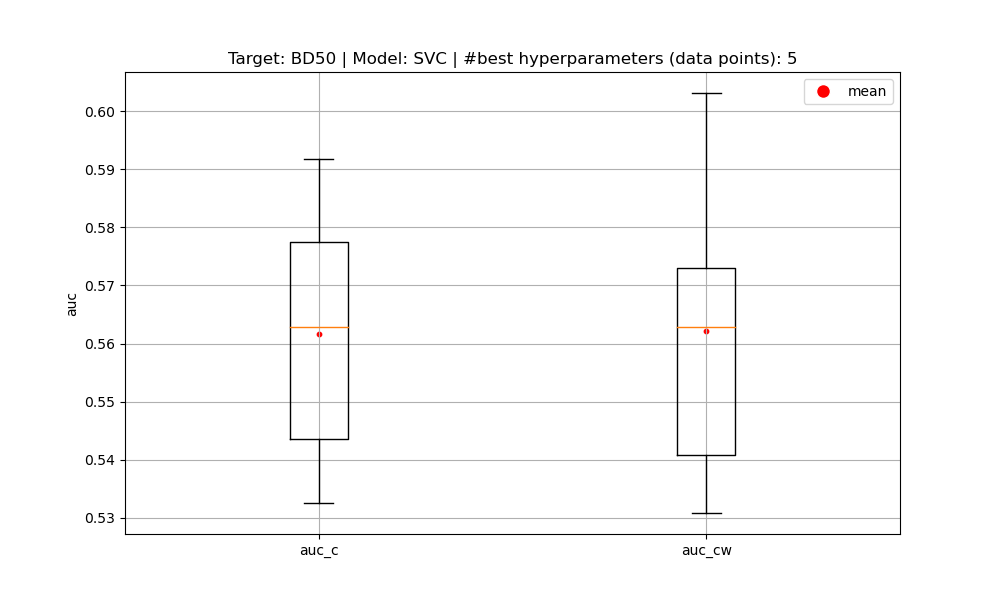 Target: BD50 | Model: SVC | #best hyperparameters (data points): 5
mean
0.60
0.59
0.58
0.57
0.56
0.55
0.54
0.53
auc
auc_c
auc_cw